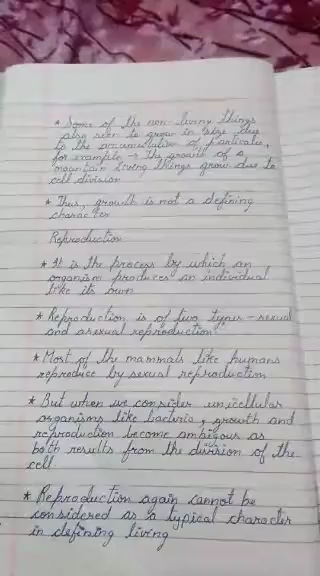 * Some of the non-living things
also seen to grow in size due
to the accumulation of particales,
for example → the growth of a
mountain living things grow due to
cell division
* Thus, growth is not a defining
character
Reproduction
* It is the process by which an
organism produces an individual
like its own
* Reproduction is of two types - sexual
and asexual reproduction
* Most of the mammals like humans
reproduce by sexual reproduction
* But when we consider unicellular
organisms like bacteria, growth and
reproduction become ambigous as
both results from the division of the
cell
* Reproduction again cannot be
considered as a typical character
in defining living